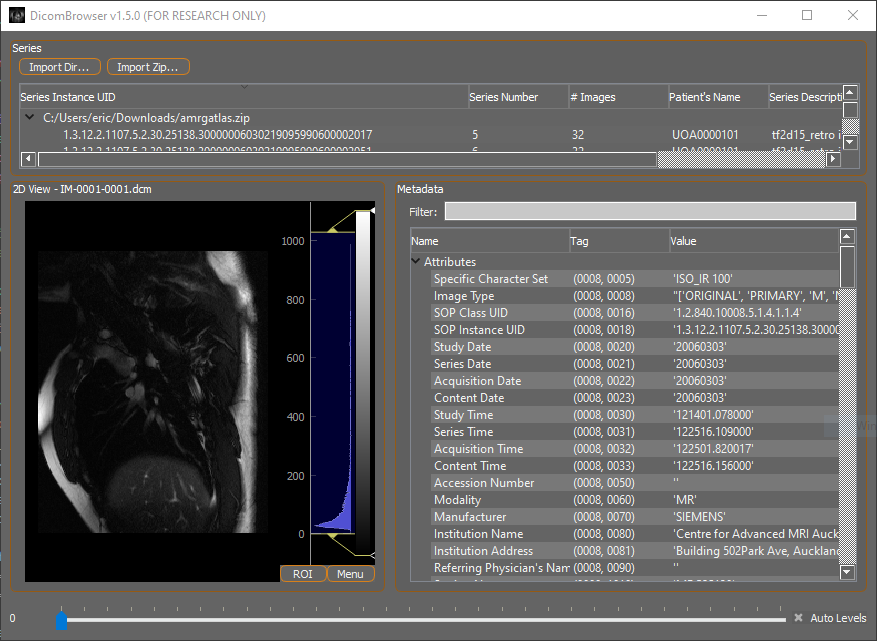 DicomBrowser v1.5.0 (FOR RESEARCH ONLY)
Series
Import Dir... Import Zip...
Series Instance UID Series Number # Images Patient's Name Series Descripti
C:/Users/eric/Downloads/amrgatlas.zip
1.3.12.2.1107.5.2.30.25138.30000006030219095990600002017 5 32 UOA0000101 tf2d15_retro i
2D View - IM-0001-0001.dcm
1000
800
600
400
200
0
ROI Menu
Metadata
Filter:
Name Tag Value
Attributes
Specific Character Set (0008, 0005) 'ISO_IR 100'
Image Type (0008, 0008) "['ORIGINAL', 'PRIMARY', 'M',
SOP Class UID (0008, 0016) '1.2.840.10008.5.1.4.1.1.4'
SOP Instance UID (0008, 0018) '1.3.12.2.1107.5.2.30.25138.30000
Study Date (0008, 0020) '20060303'
Series Date (0008, 0021) '20060303'
Acquisition Date (0008, 0022) '20060303'
Content Date (0008, 0023) '20060303'
Study Time (0008, 0030) '121401.078000'
Series Time (0008, 0031) '122516.109000'
Acquisition Time (0008, 0032) '122501.820017'
Content Time (0008, 0033) '122516.156000'
Accession Number (0008, 0050) ''
Modality (0008, 0060) 'MR'
Manufacturer (0008, 0070) 'SIEMENS'
Institution Name (0008, 0080) 'Centre for Advanced MRI Auck
Institution Address (0008, 0081) 'Building 502Park Ave, Auckland
Referring Physician's Nam (0008, 0090) ''
0 Auto Levels